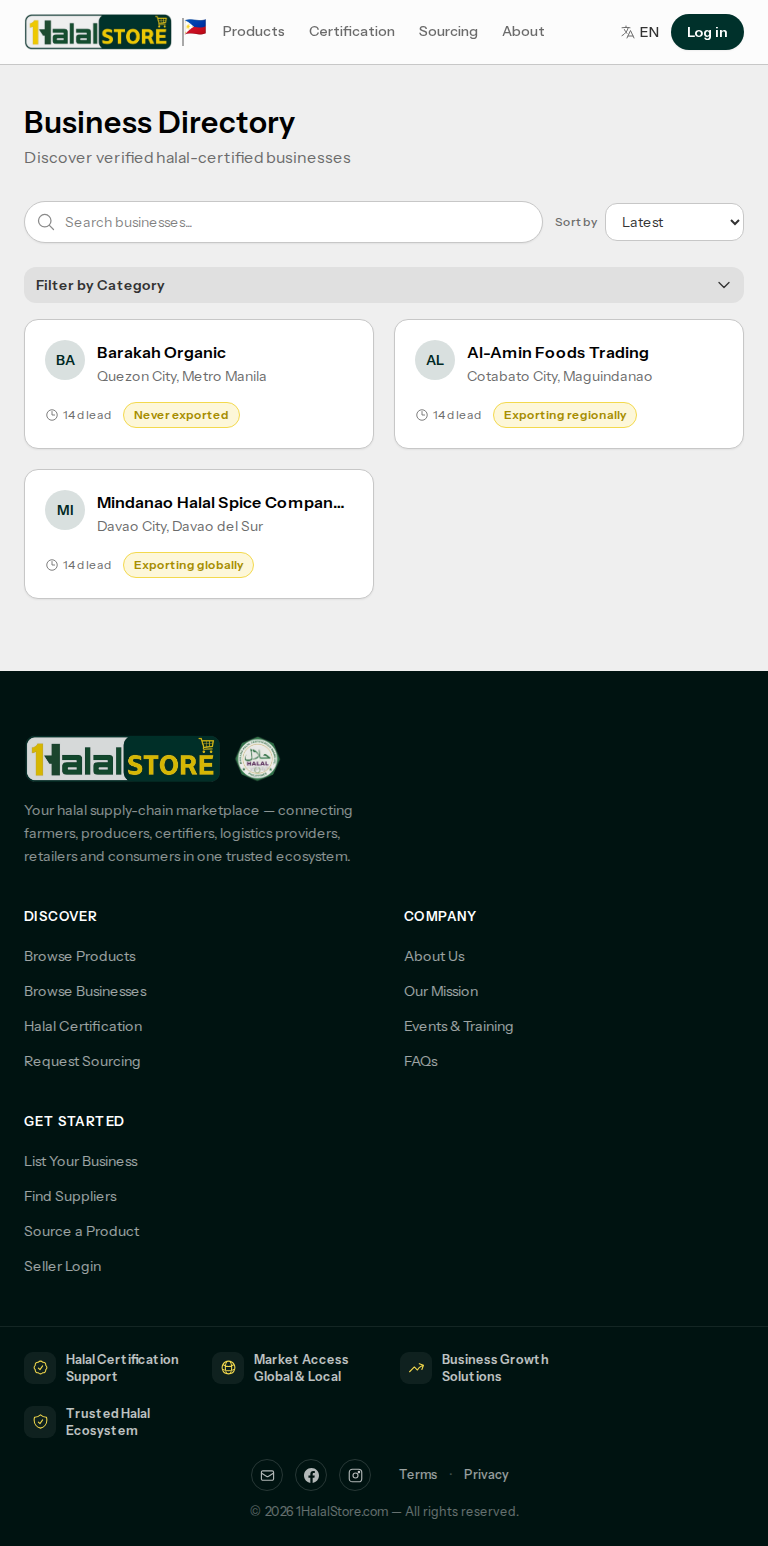 1Halal STORE
Products
Certification
Sourcing
About
EN
Log in
Business Directory
Discover verified halal-certified businesses
Search businesses...
Sort by
Latest
Filter by Category
BA
Barakah Organic
Quezon City, Metro Manila
14d lead
Never exported
AL
Al-Amin Foods Trading
Cotabato City, Maguindanao
14d lead
Exporting regionally
MI
Mindanao Halal Spice Compan...
Davao City, Davao del Sur
14d lead
Exporting globally
1Halal STORE
حلال
HALAL
Your halal supply-chain marketplace — connecting
farmers, producers, certifiers, logistics providers,
retailers and consumers in one trusted ecosystem.
DISCOVER
Browse Products
Browse Businesses
Halal Certification
Request Sourcing
COMPANY
About Us
Our Mission
Events & Training
FAQs
GET STARTED
List Your Business
Find Suppliers
Source a Product
Seller Login
Halal Certification
Support
Market Access
Global & Local
Business Growth
Solutions
Trusted Halal
Ecosystem
Terms · Privacy
© 2026 1HalalStore.com — All rights reserved.